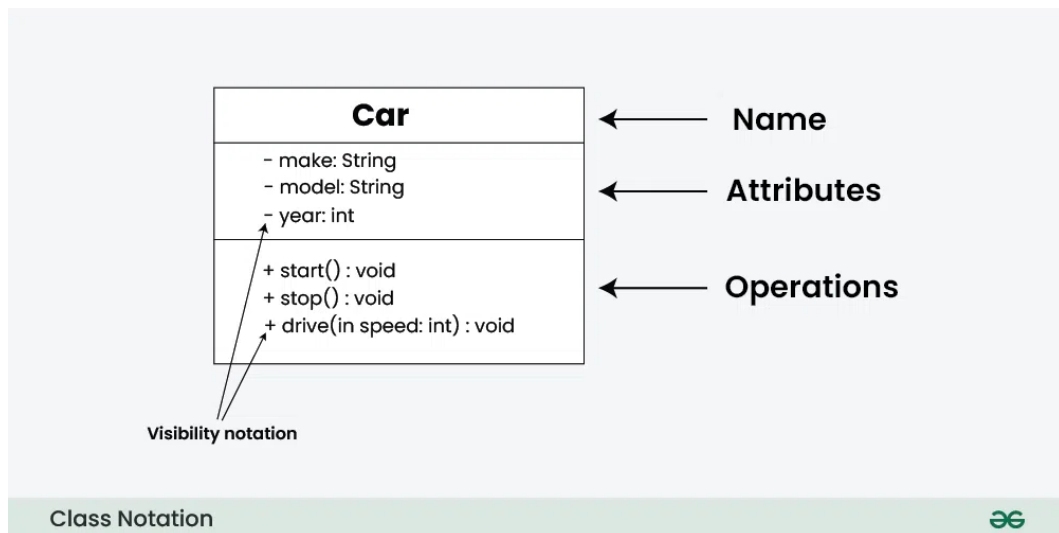 Car
- make: String
- model: String
- year: int
+ start() : void
+ stop() : void
+ drive(in speed: int) : void
Name
Attributes
Operations
Visibility notation
Class Notation